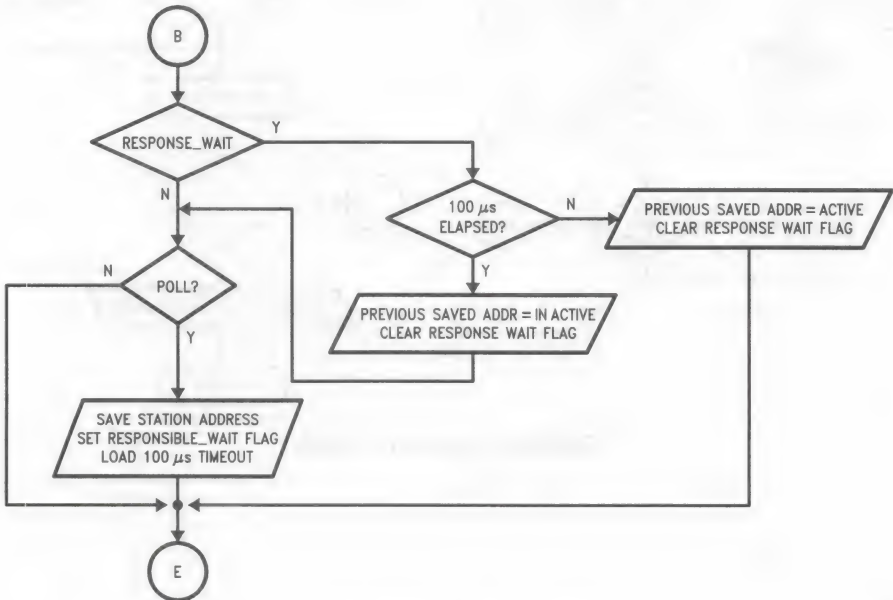 B
RESPONSE_WAIT
Y
N
100 μs
ELAPSED?
N
PREVIOUS SAVED ADDR = ACTIVE
CLEAR RESPONSE WAIT FLAG
Y
N
POLL?
PREVIOUS SAVED ADDR = IN ACTIVE
CLEAR RESPONSE WAIT FLAG
Y
SAVE STATION ADDRESS
SET RESPONSIBLE_WAIT FLAG
LOAD 100 μs TIMEOUT
E